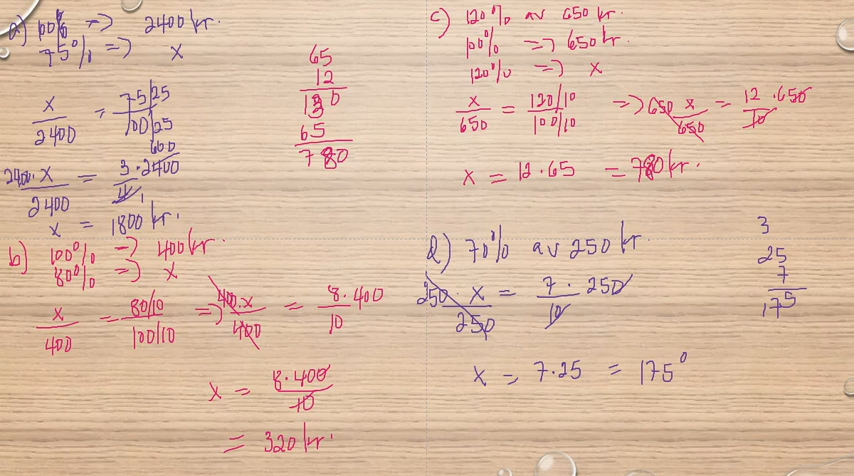 a) 100% => 2400 kr.
75% => x
x/2400 = 75/25 / 100/25
600
2400·x / 2400 = 3·2400 / 4 1
x = 1800 kr.
65
12
130
65
780
b) 100% => 400 kr.
80% => x
x/400 = 80/10 / 100/10 => 400·x / 400 = 8·400 / 10
x = 8·400 / 10
= 320 kr.
c) 120% av 650 kr.
100% => 650 kr.
120% => x
x/650 = 120/10 / 100/10 => 650 x / 650 = 12·650 / 10
x = 12·65 = 780 kr.
d) 70% av 250 kr.
250·x / 250 = 7·250 / 10
x = 7·25 = 175°
3
25
7
175